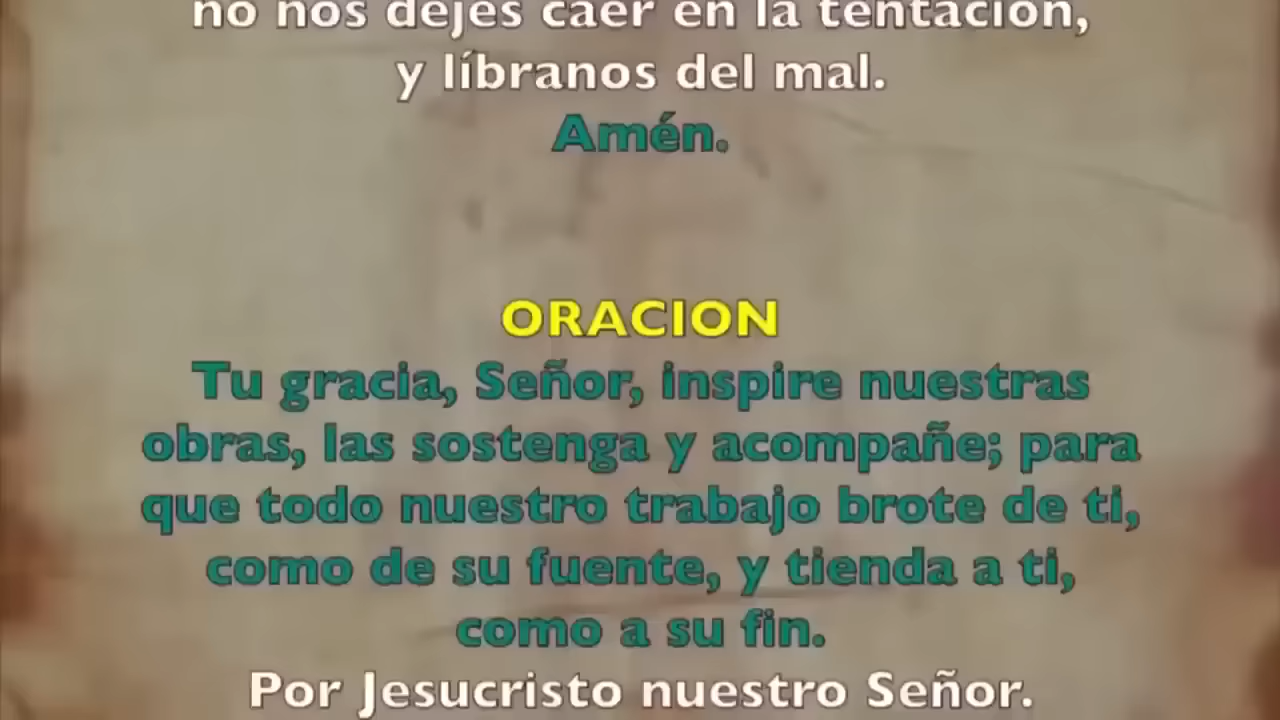 no nos dejes caer en la tentación,
y líbranos del mal.
Amén.
ORACION
Tu gracia, Señor, inspire nuestras
obras, las sostenga y acompañe; para
que todo nuestro trabajo brote de ti,
como de su fuente, y tienda a ti,
como a su fin.
Por Jesucristo nuestro Señor.